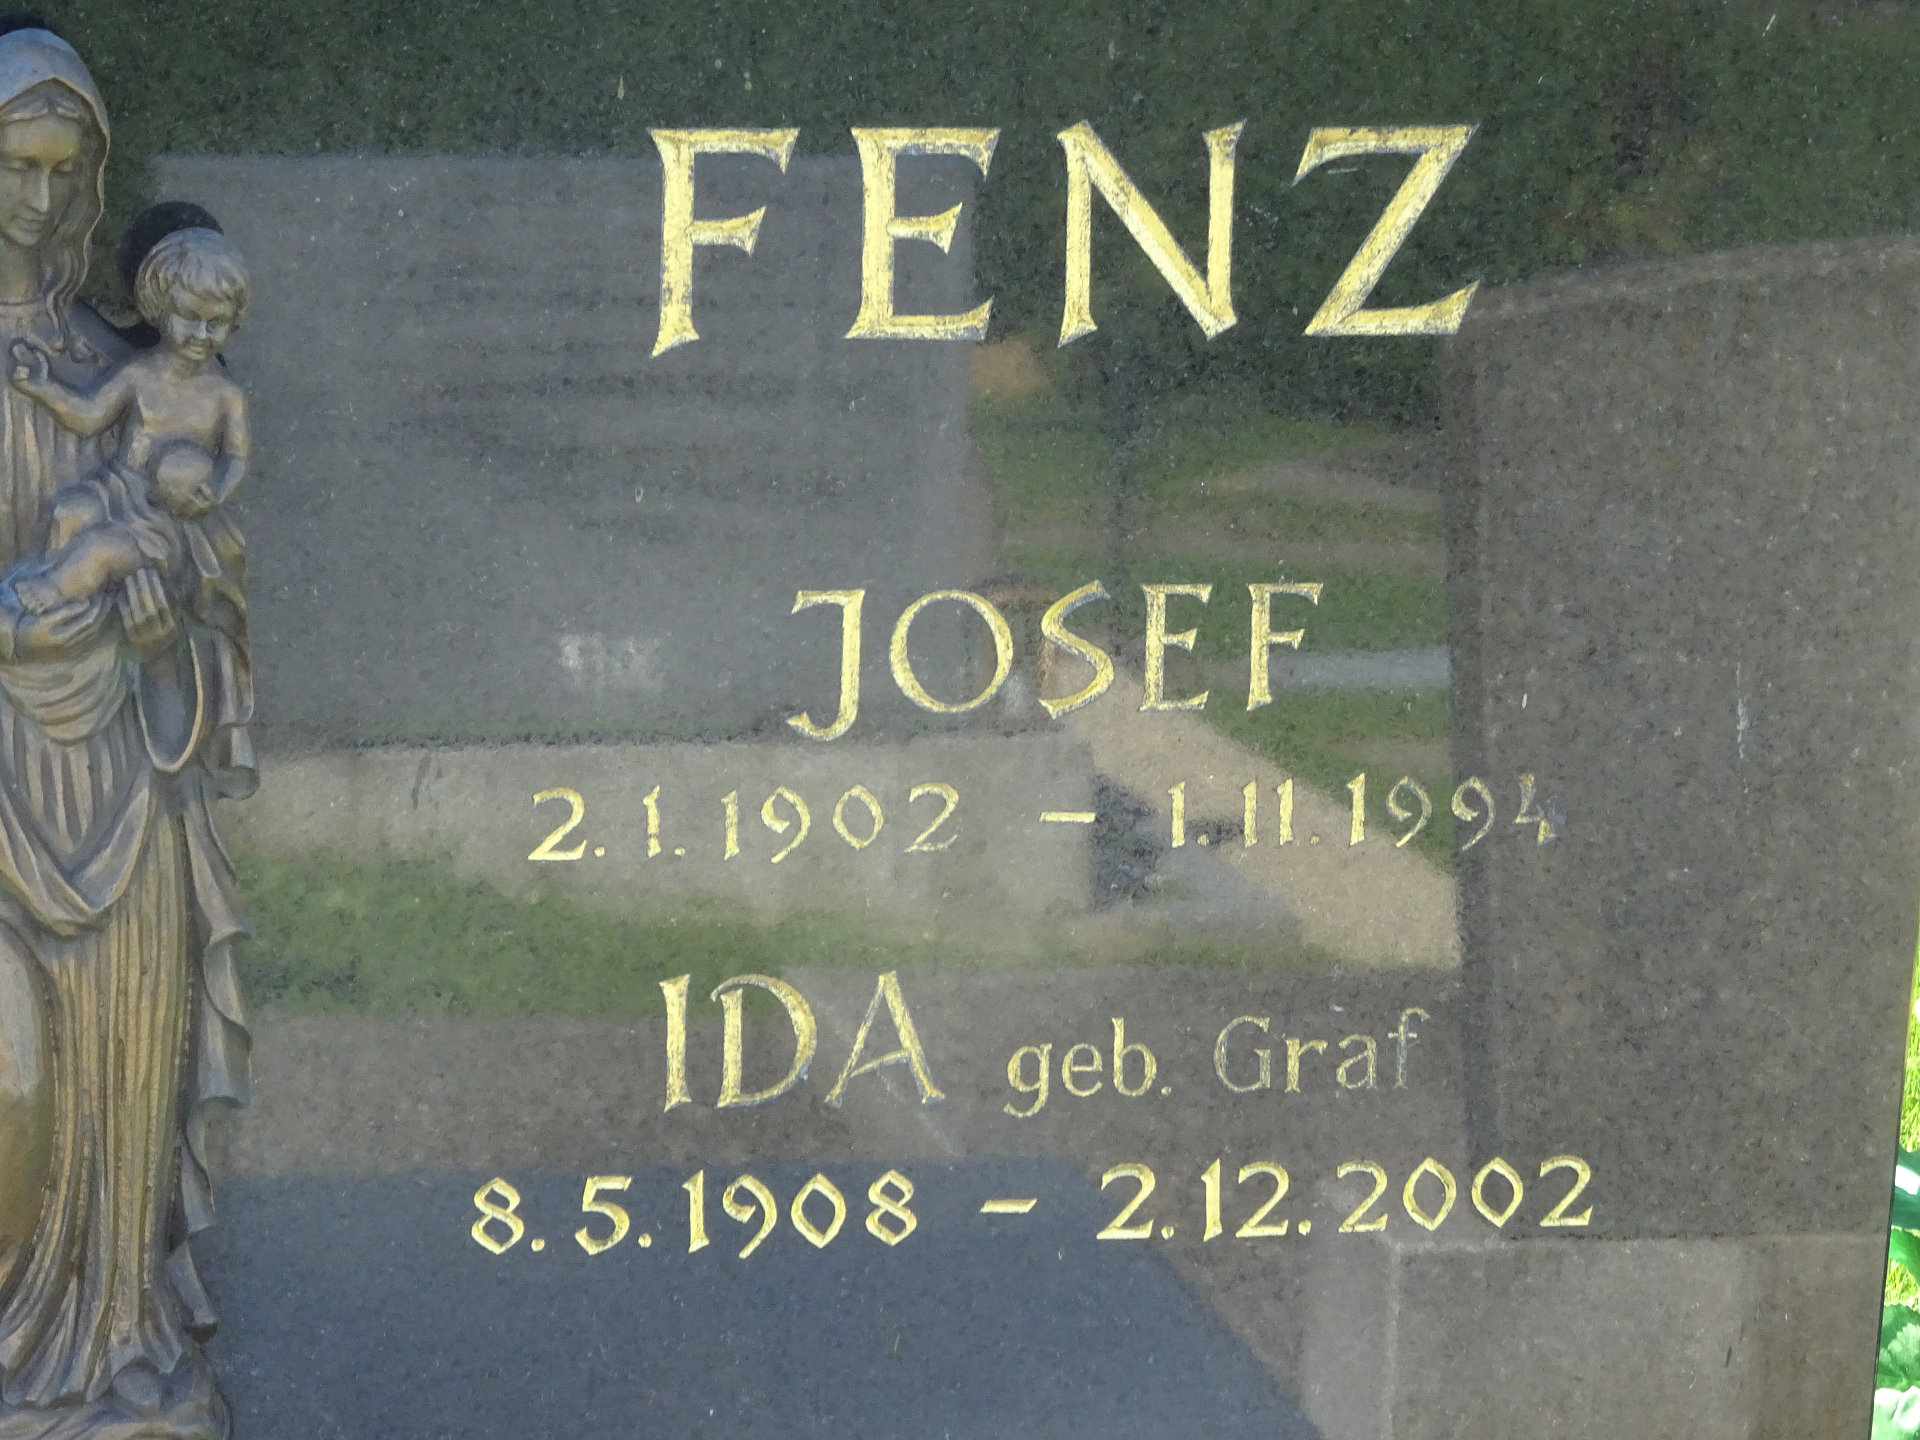 FENZ
JOSEF
2.1.1902 – 1.11.1994
IDA geb. Graf
8.5.1908 – 2.12.2002